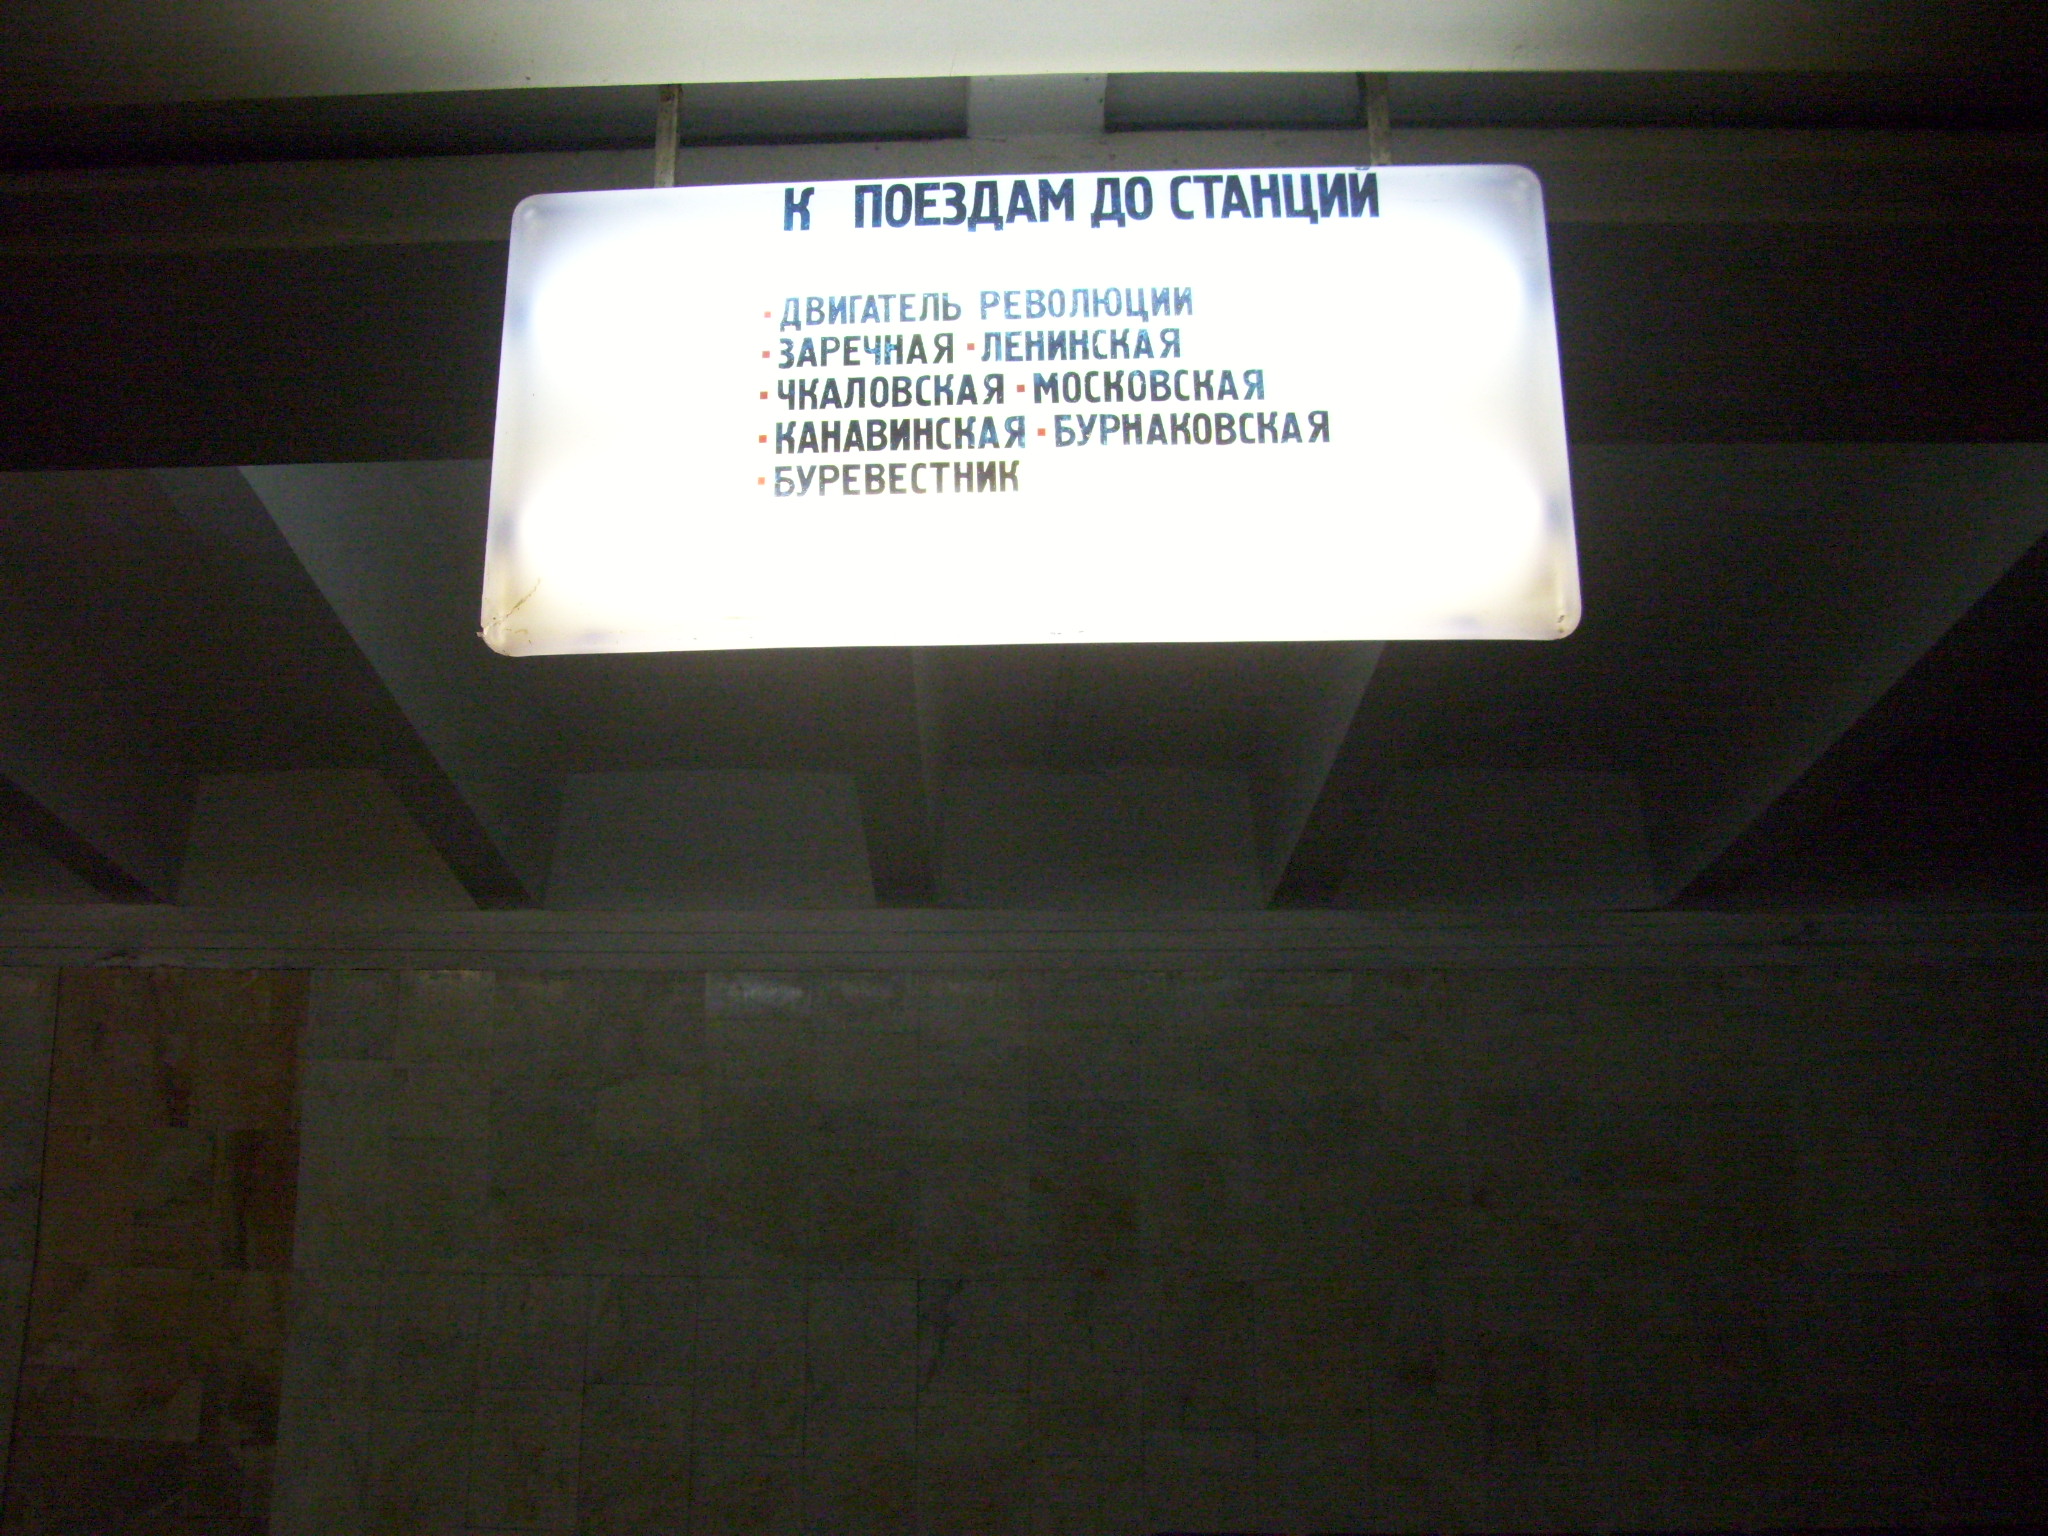 К ПОЕЗДАМ ДО СТАНЦИЙ
· ДВИГАТЕЛЬ РЕВОЛЮЦИИ
· ЗАРЕЧНАЯ · ЛЕНИНСКАЯ
· ЧКАЛОВСКАЯ · МОСКОВСКАЯ
· КАНАВИНСКАЯ · БУРНАКОВСКАЯ
· БУРЕВЕСТНИК